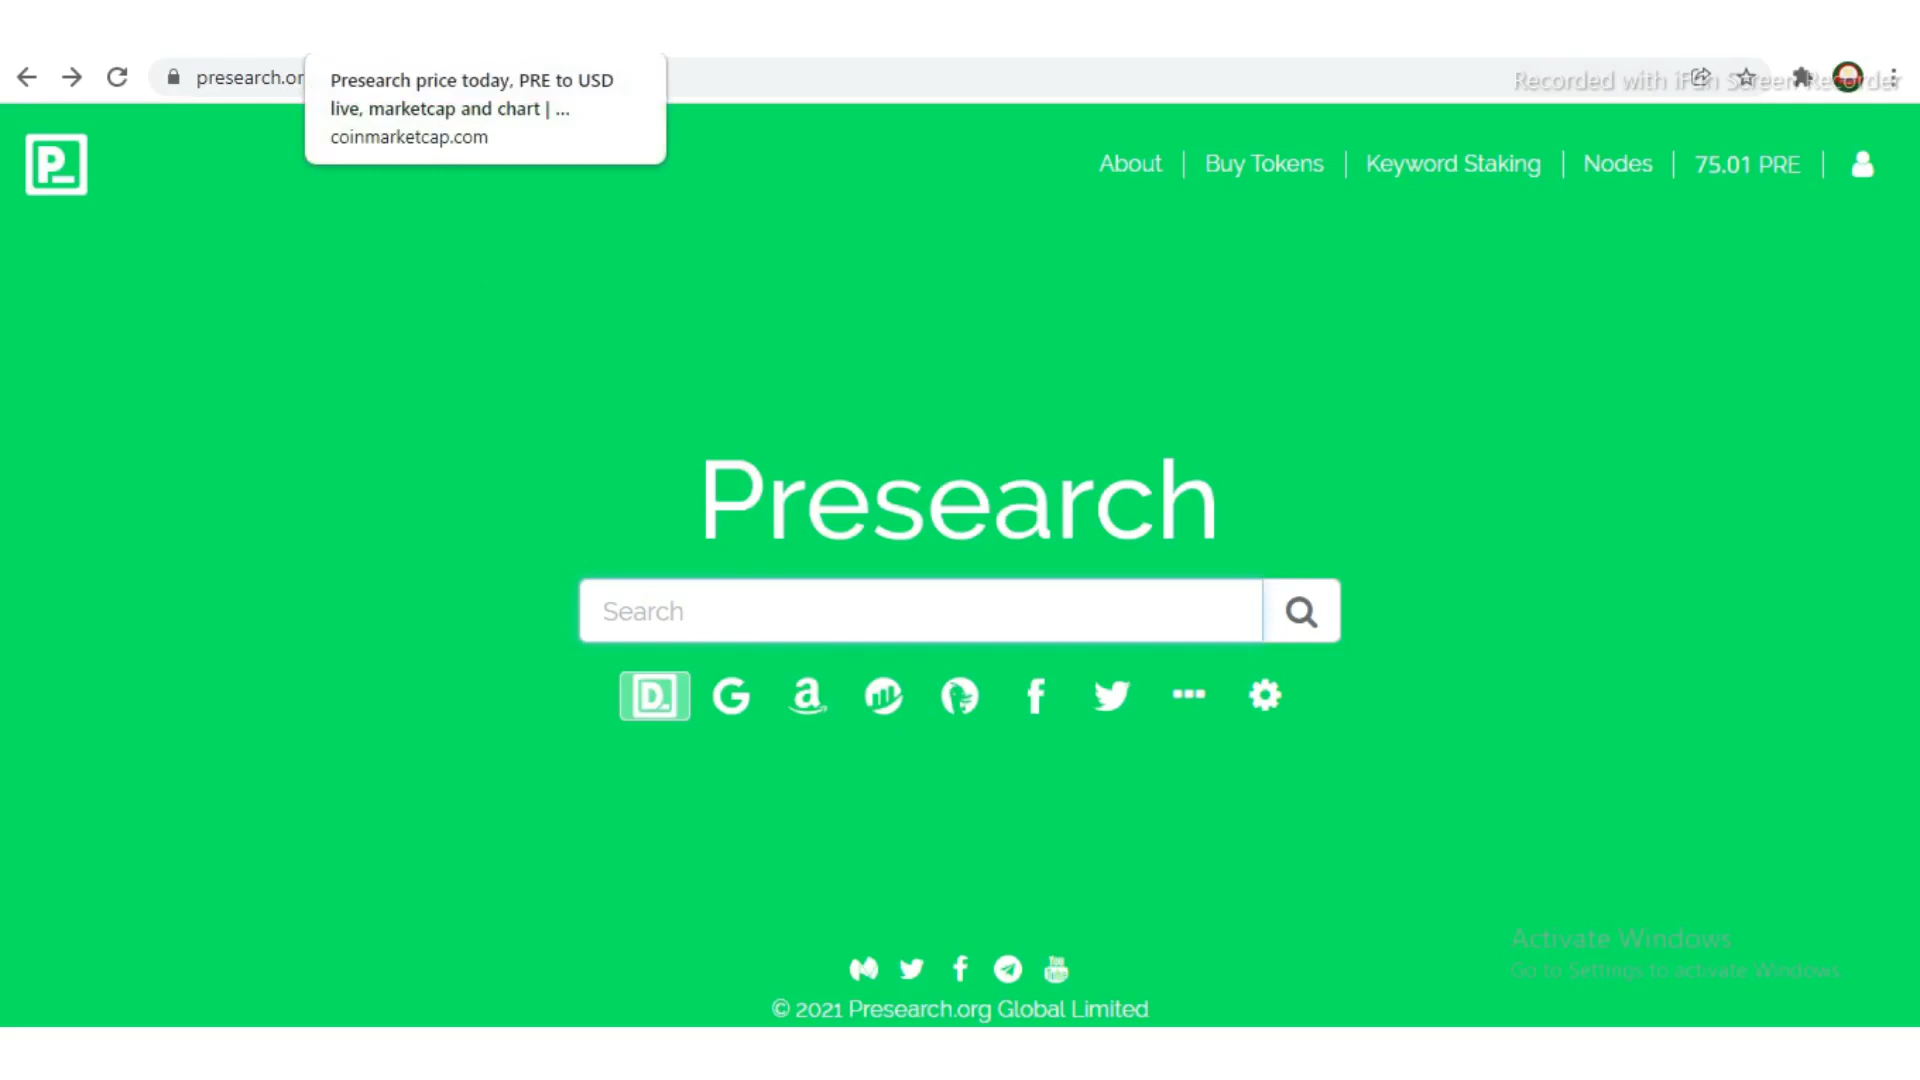 presearch.or
Presearch price today, PRE to USD
live, marketcap and chart | ...
coinmarketcap.com
Recorded with iFun Screen Recorder
About
Buy Tokens
Keyword Staking
Nodes
75.01 PRE
Presearch
Search
Activate Windows
Go to Settings to activate Windows
© 2021 Presearch.org Global Limited